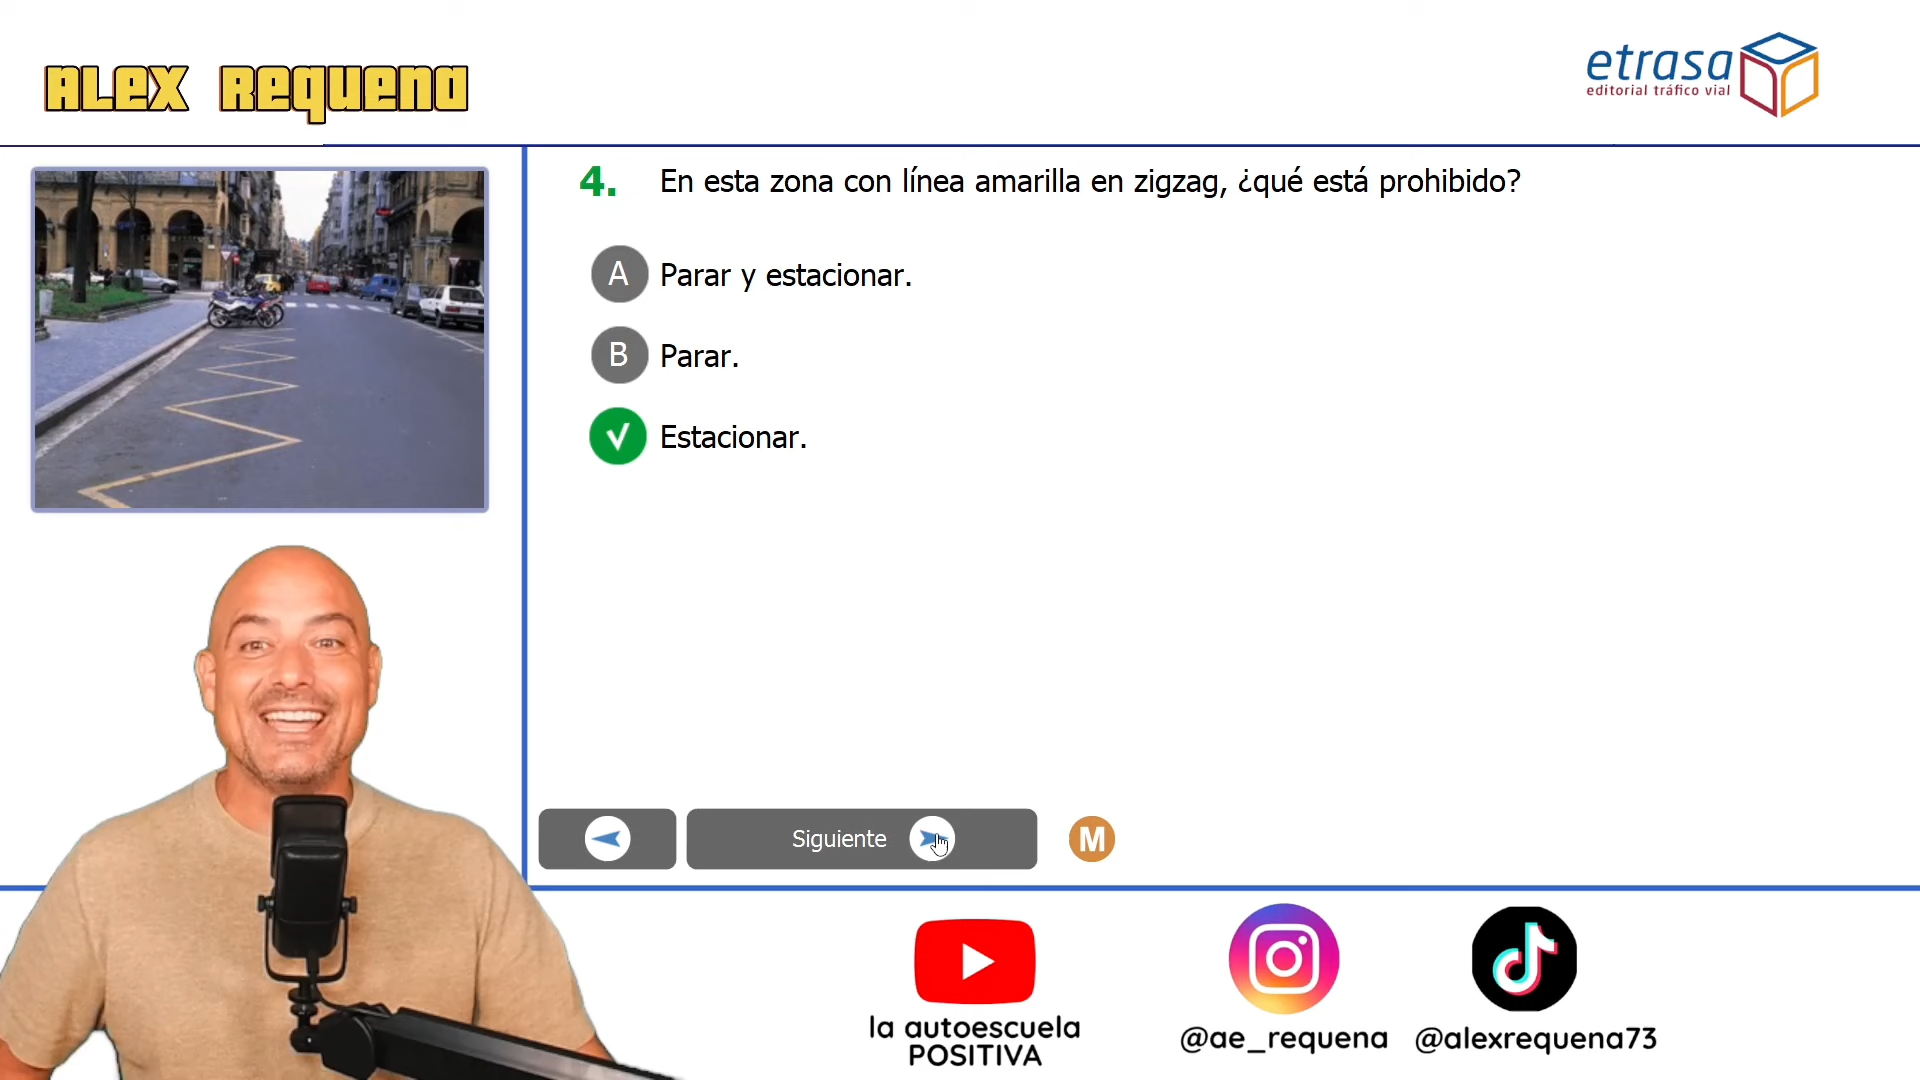 ALEX REQUENA
etrasa
editorial tráfico vial
4. En esta zona con línea amarilla en zigzag, ¿qué está prohibido?
A Parar y estacionar.
B Parar.
Estacionar.
Siguiente
M
la autoescuela
POSITIVA
@ae_requena
@alexrequena73